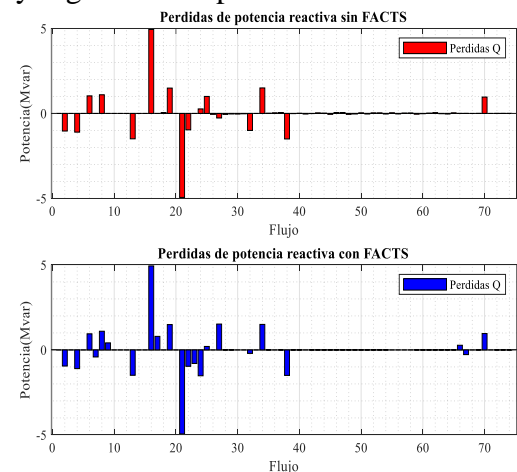 Perdidas de potencia reactiva sin FACTS
5
Perdidas Q
Potencia(Mvar)
0
-5
0 10 20 30 40 50 60 70
Flujo
Perdidas de potencia reactiva con FACTS
5
Perdidas Q
Potencia(Mvar)
0
-5
0 10 20 30 40 50 60 70
Flujo